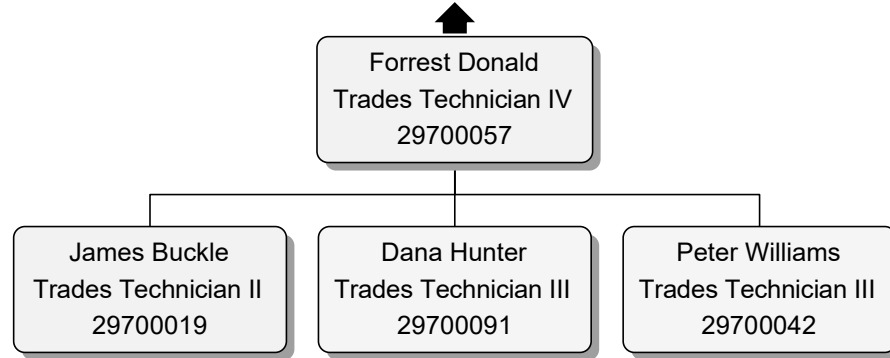 Forrest Donald
Trades Technician IV
29700057
James Buckle
Trades Technician II
29700019
Dana Hunter
Trades Technician III
29700091
Peter Williams
Trades Technician III
29700042